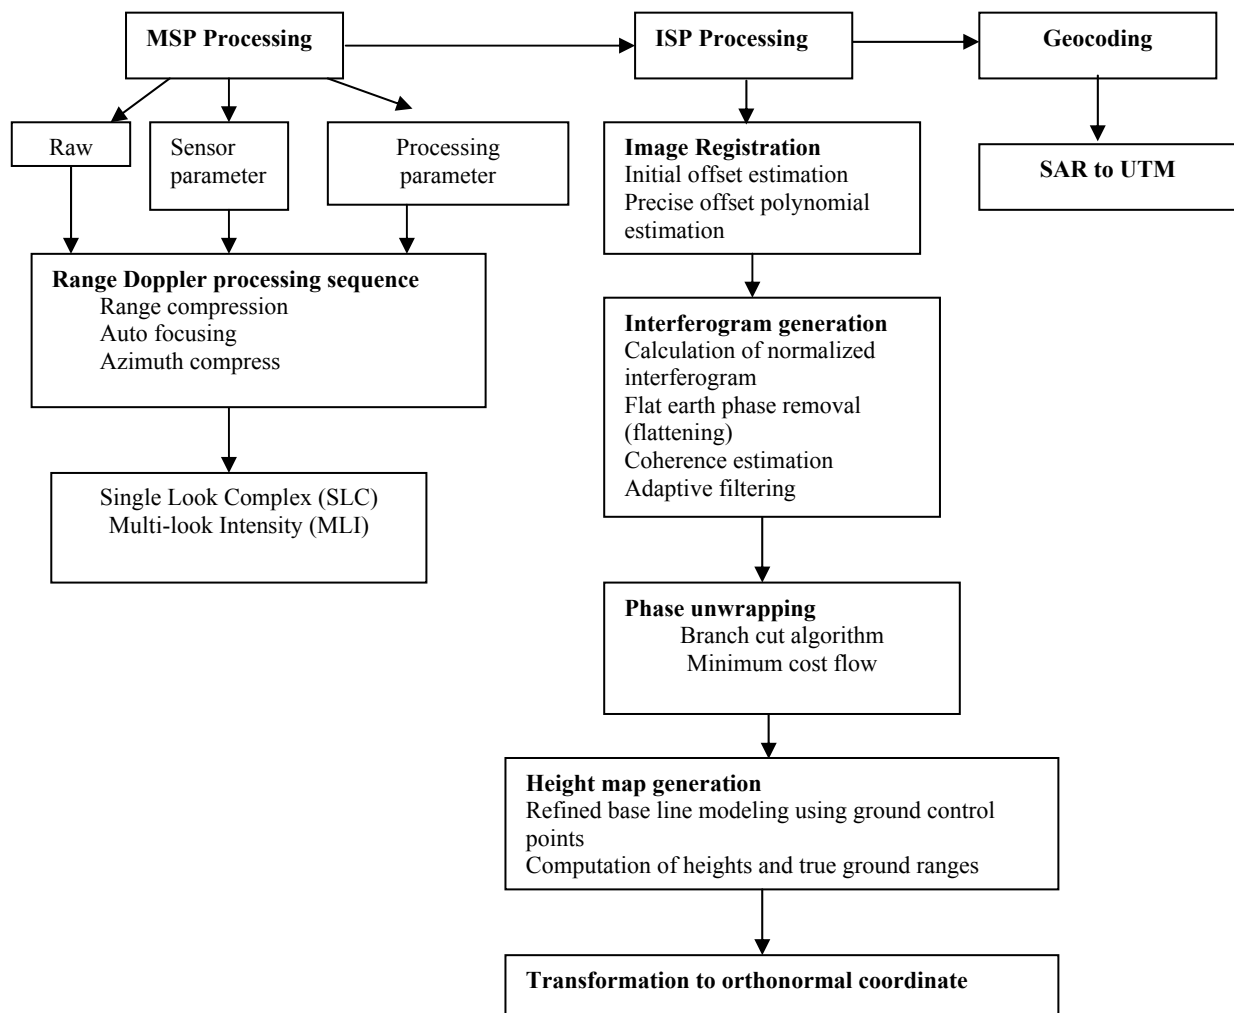 MSP Processing
ISP Processing
Geocoding
Raw
Sensor
parameter
Processing
parameter
Range Doppler processing sequence
Range compression
Auto focusing
Azimuth compress
Single Look Complex (SLC)
Multi-look Intensity (MLI)
Image Registration
Initial offset estimation
Precise offset polynomial
estimation
Interferogram generation
Calculation of normalized
interferogram
Flat earth phase removal
(flattening)
Coherence estimation
Adaptive filtering
Phase unwrapping
Branch cut algorithm
Minimum cost flow
Height map generation
Refined base line modeling using ground control
points
Computation of heights and true ground ranges
Transformation to orthonormal coordinate
SAR to UTM